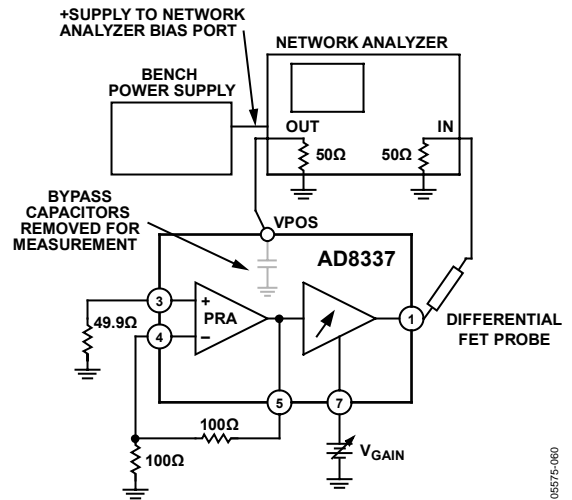 +SUPPLY TO NETWORK
ANALYZER BIAS PORT
NETWORK ANALYZER
BENCH
POWER SUPPLY
OUT
IN
50Ω
50Ω
BYPASS
CAPACITORS
REMOVED FOR
MEASUREMENT
VPOS
AD8337
3
+
PRA
49.9Ω
4
−
1
DIFFERENTIAL
FET PROBE
5
7
100Ω
100Ω
VGAIN
05575-060